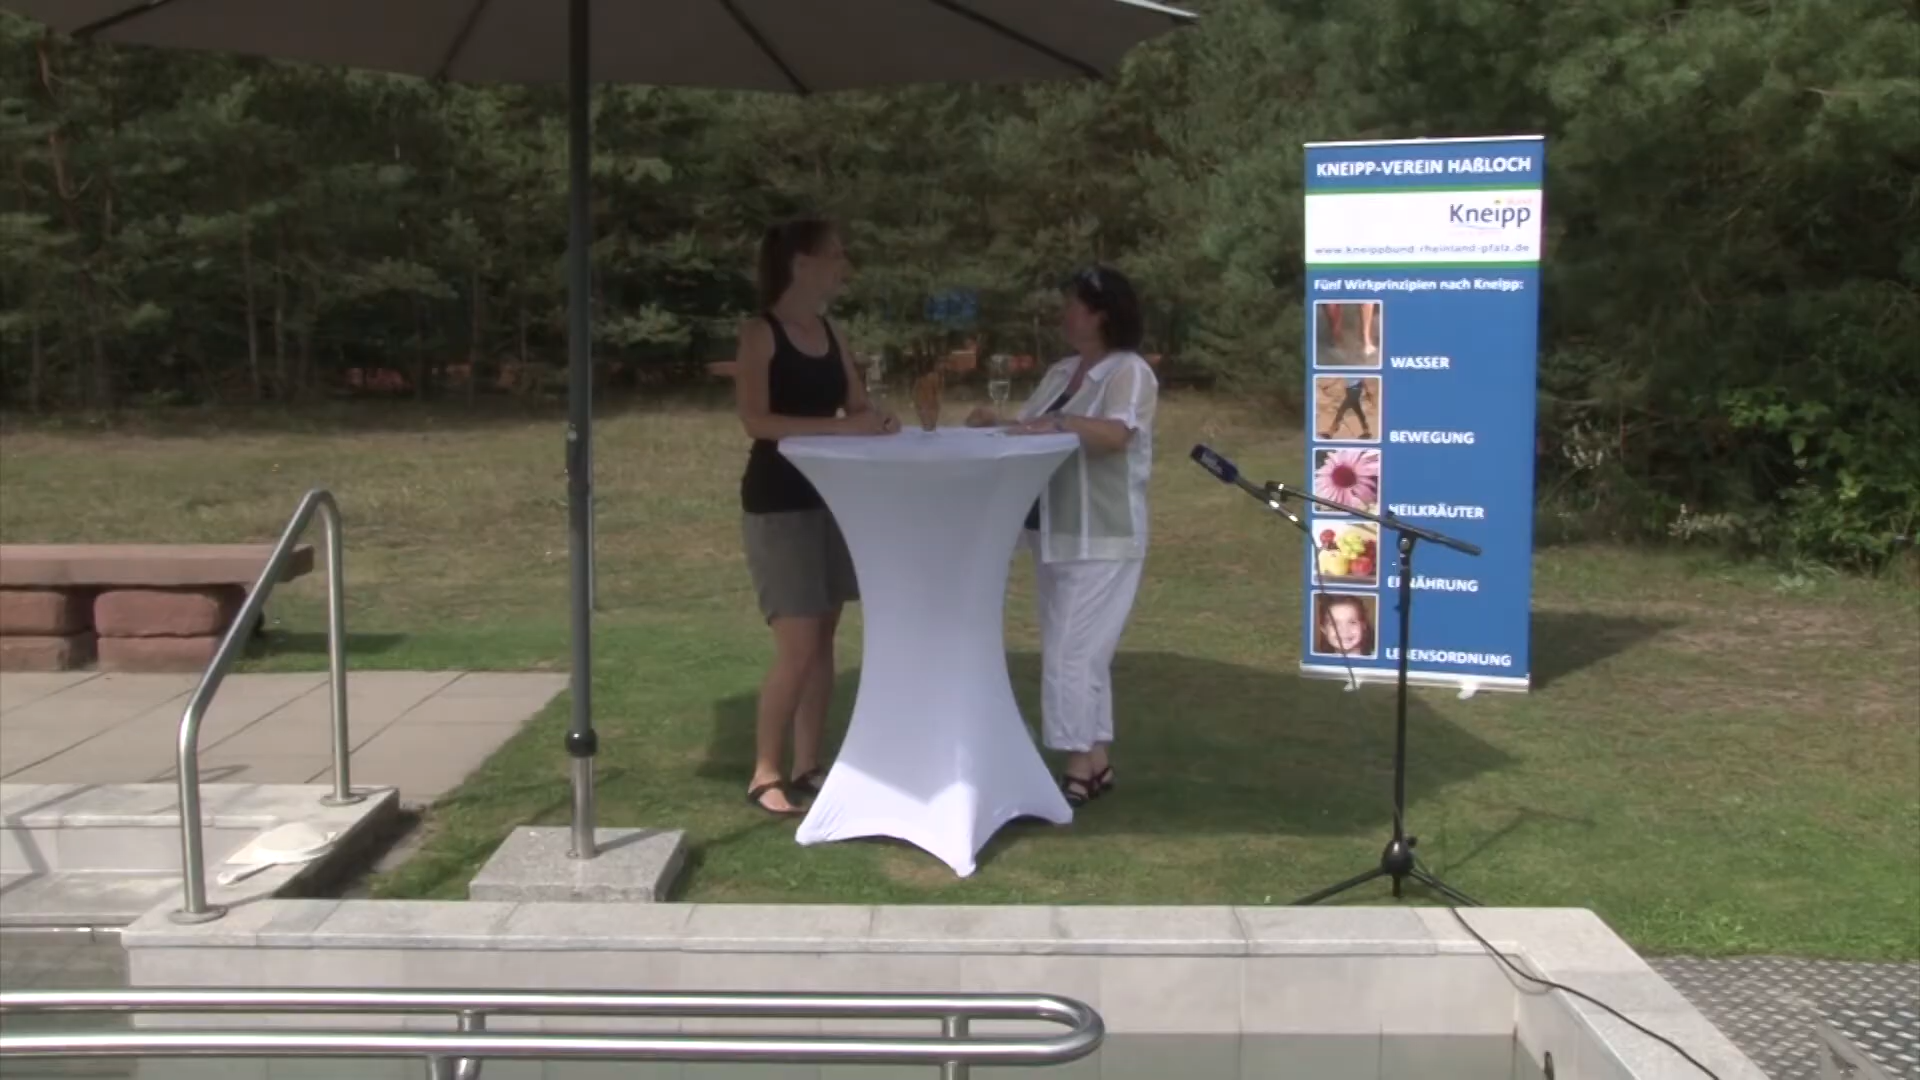 KNEIPP-VEREIN HAßLOCH
Kneipp
www.kneippbund.rheinland-pfalz.de
Fünf Wirkprinzipien nach Kneipp:
WASSER
BEWEGUNG
HEILKRÄUTER
ERNÄHRUNG
LEBENSORDNUNG